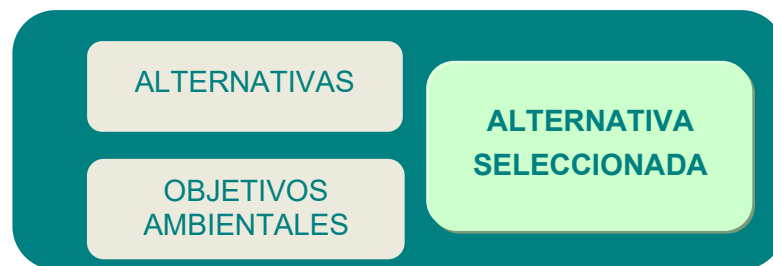 ALTERNATIVAS
OBJETIVOS
AMBIENTALES
ALTERNATIVA
SELECCIONADA